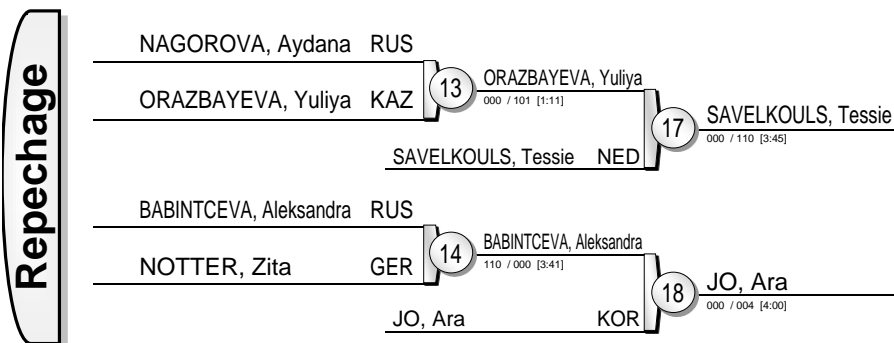 Repechage
NAGOROVA, Aydana RUS
ORAZBAYEVA, Yuliya KAZ
13
ORAZBAYEVA, Yuliya
000 / 101 [1:11]
SAVELKOULS, Tessie NED
17
SAVELKOULS, Tessie
000 / 110 [3:45]
BABINTCEVA, Aleksandra RUS
NOTTER, Zita GER
14
BABINTCEVA, Aleksandra
110 / 000 [3:41]
JO, Ara KOR
18
JO, Ara
000 / 004 [4:00]